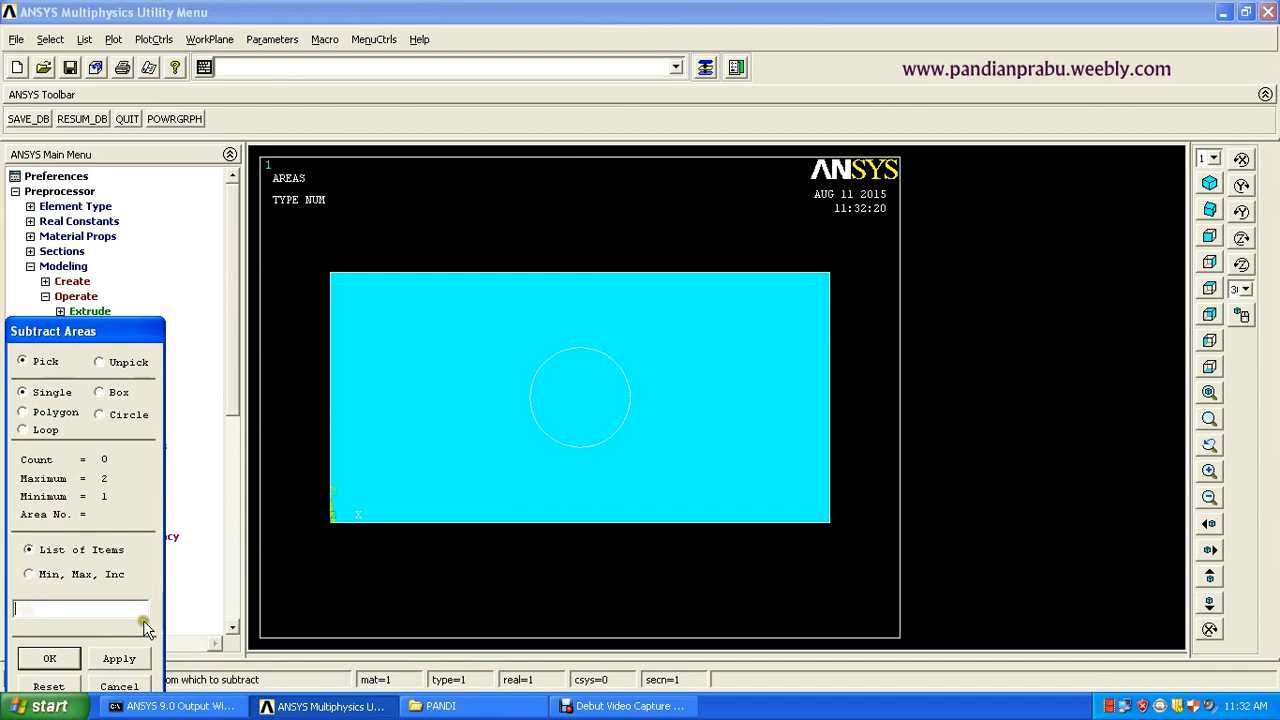 ANSYS Multiphysics Utility Menu
File Select List Plot PlotCtrls WorkPlane Parameters Macro MenuCtrls Help
www.pandianprabu.weebly.com
ANSYS Toolbar
SAVE_DB RESUM_DB QUIT POWRGRPH
ANSYS Main Menu
Preferences
Preprocessor
Element Type
Real Constants
Material Props
Sections
Modeling
Create
Operate
Extrude
Subtract Areas
Pick Unpick
Single Box
Polygon Circle
Loop
Count = 0
Maximum = 2
Minimum = 1
Area No. =
List of Items
Min, Max, Inc
OK Apply
Reset Cancel
1
AREAS
TYPE NUM
ANSYS
AUG 11 2015
11:32:20
X
1
mat=1 type=1 real=1 csys=0 secn=1
start ANSYS 9.0 Output Wi... ANSYS Multiphysics U... PANDI Debut Video Capture ... 11:32 AM